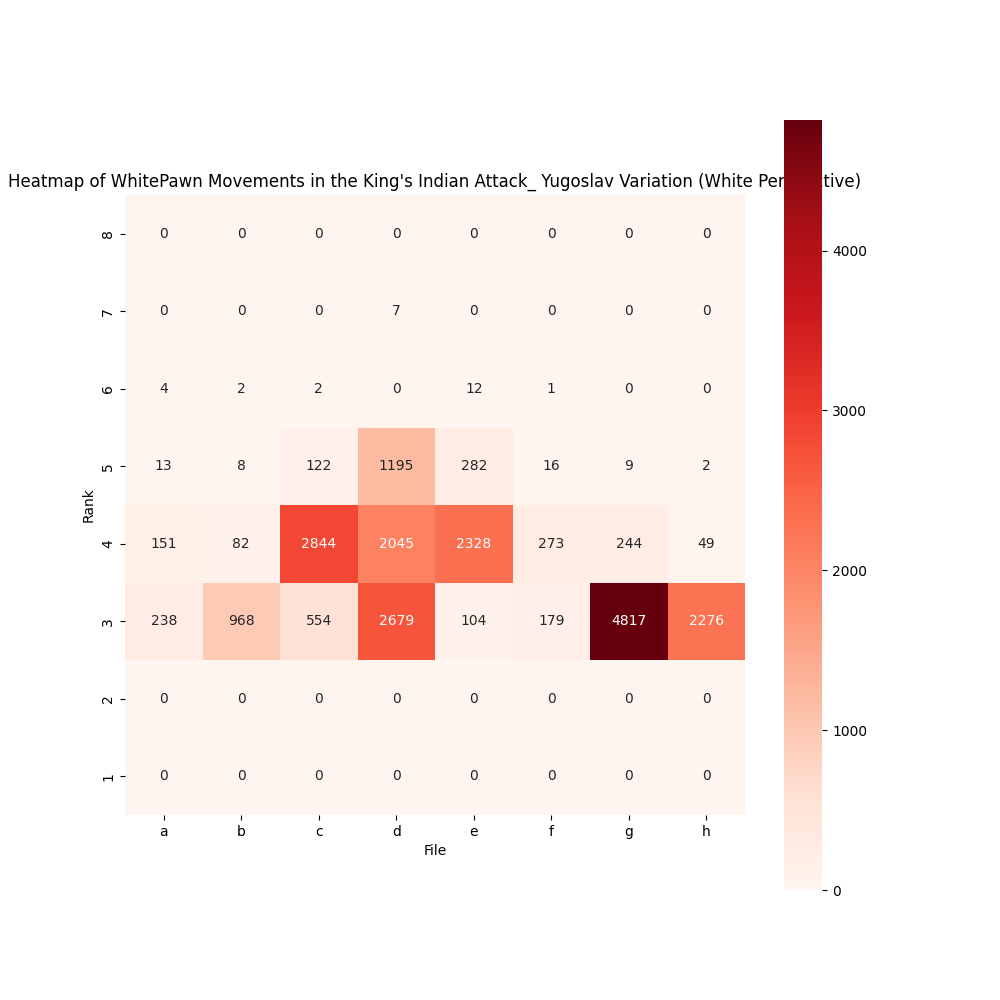 Heatmap of WhitePawn Movements in the King's Indian Attack_ Yugoslav Variation (White Per tive)
8 0 0 0 0 0 0 0 0
7 0 0 0 7 0 0 0 0
6 4 2 2 0 12 1 0 0
5 13 8 122 1195 282 16 9 2
4 151 82 2844 2045 2328 273 244 49
3 238 968 554 2679 104 179 4817 2276
2 0 0 0 0 0 0 0 0
1 0 0 0 0 0 0 0 0
a b c d e f g h
File
Rank
4000
3000
2000
1000
0